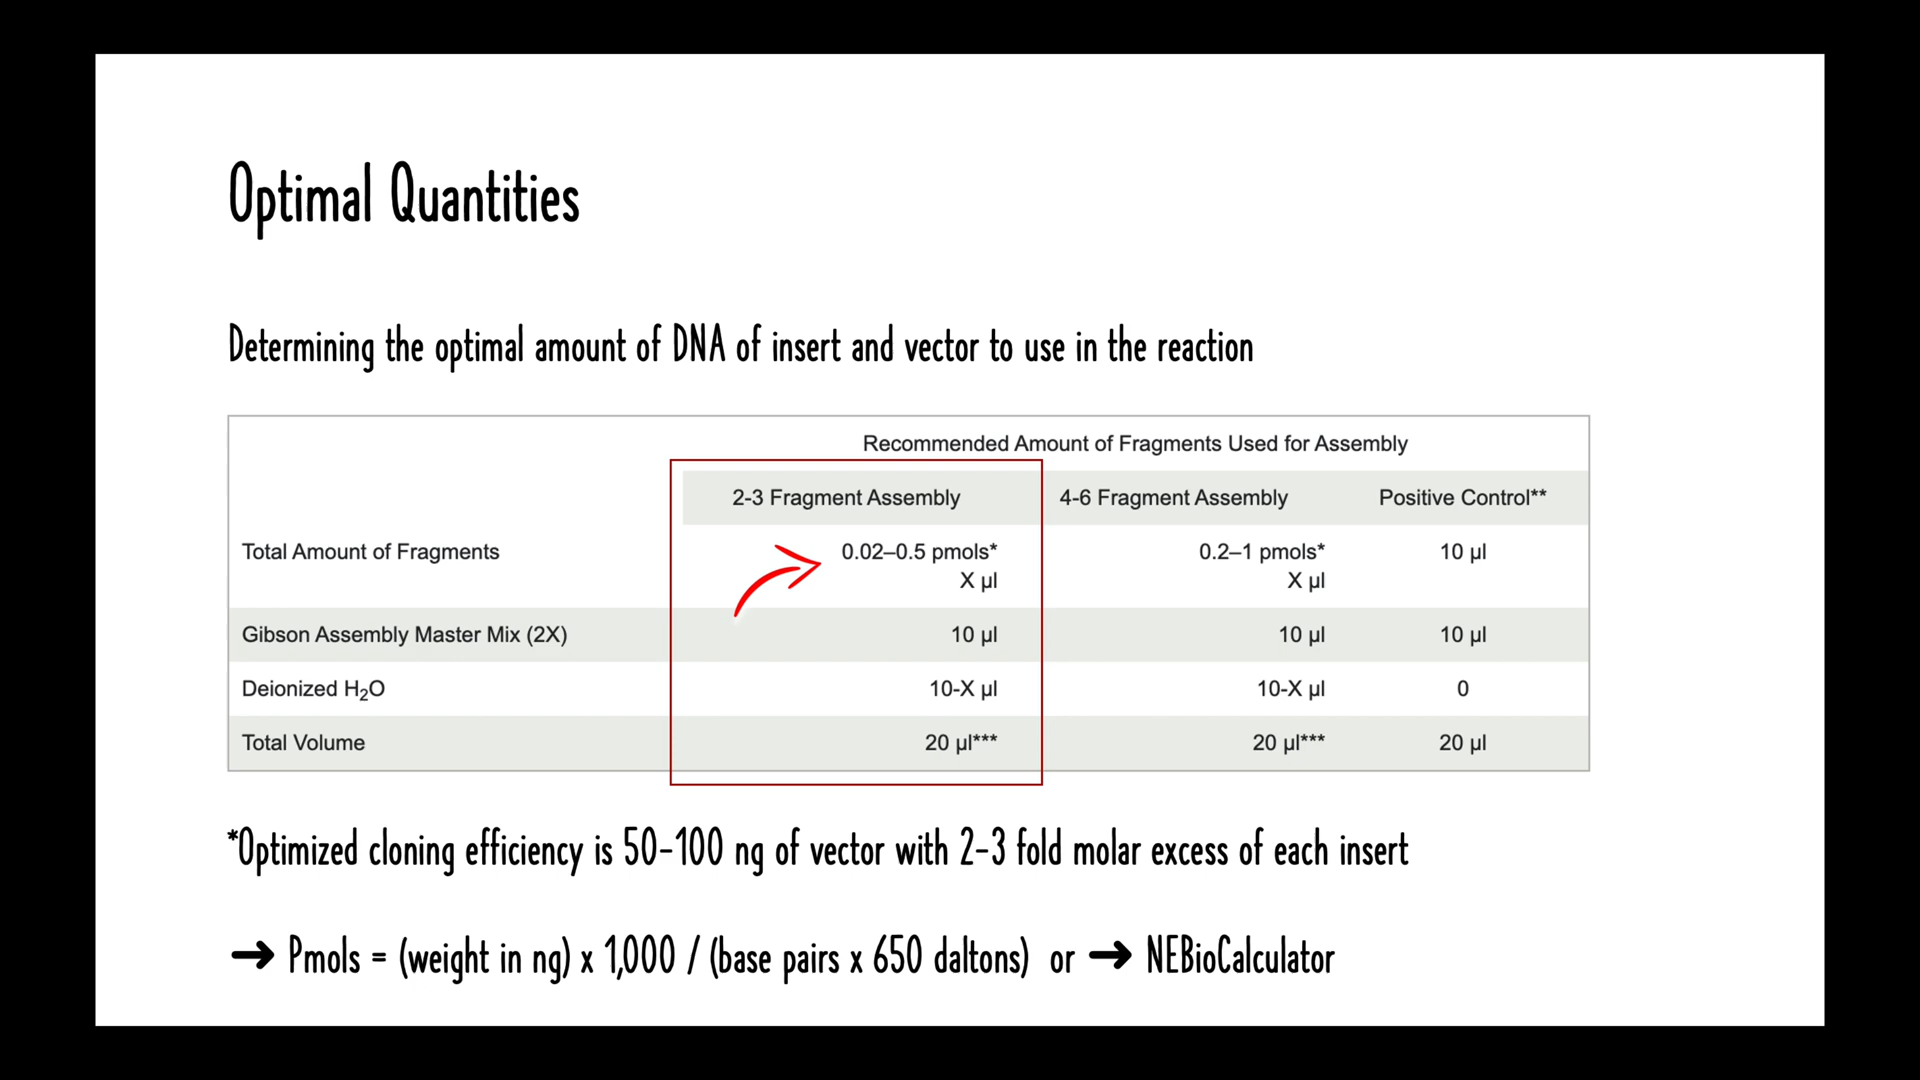 Optimal Quantities
Determining the optimal amount of DNA of insert and vector to use in the reaction
Recommended Amount of Fragments Used for Assembly
2-3 Fragment Assembly 4-6 Fragment Assembly Positive Control**
Total Amount of Fragments 0.02–0.5 pmols* 0.2–1 pmols* 10 µl
X µl X µl
Gibson Assembly Master Mix (2X) 10 µl 10 µl 10 µl
Deionized H₂O 10-X µl 10-X µl 0
Total Volume 20 µl*** 20 µl*** 20 µl
*Optimized cloning efficiency is 50-100 ng of vector with 2-3 fold molar excess of each insert
→ Pmols = (weight in ng) x 1,000 / (base pairs x 650 daltons) or → NEBioCalculator